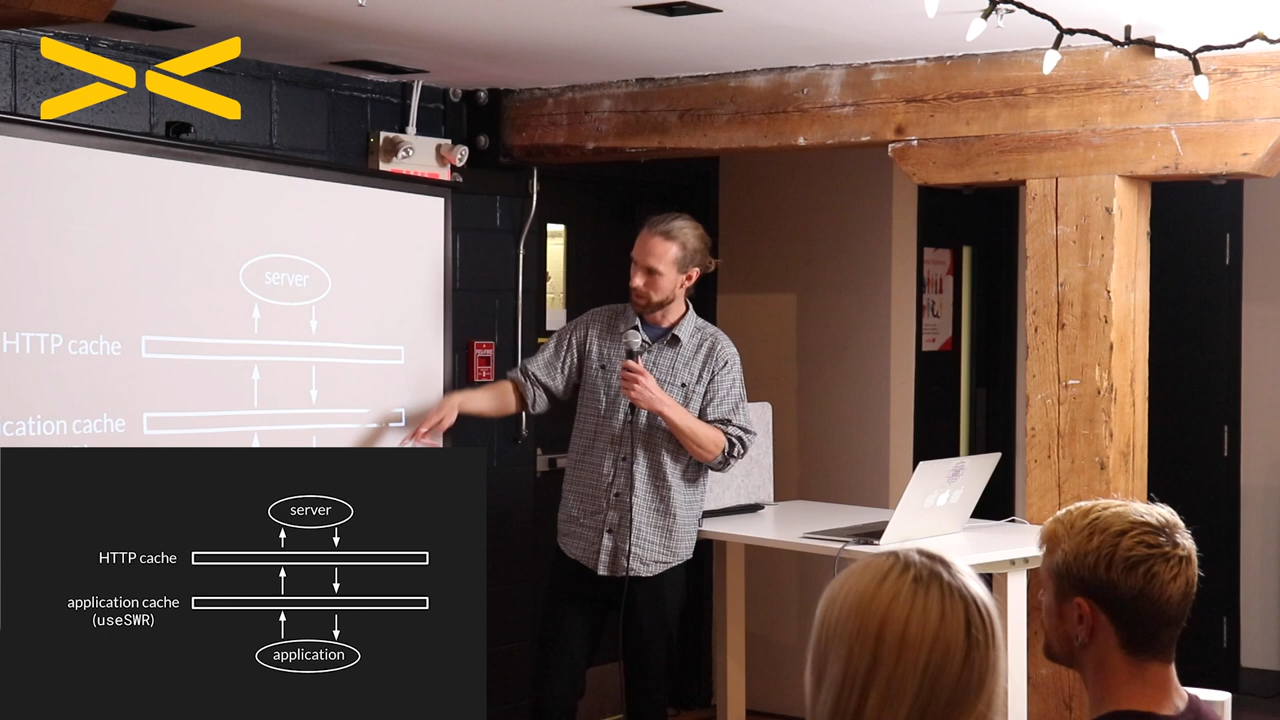 server
HTTP cache
cation cache
server
HTTP cache
application cache
(useSWR)
application